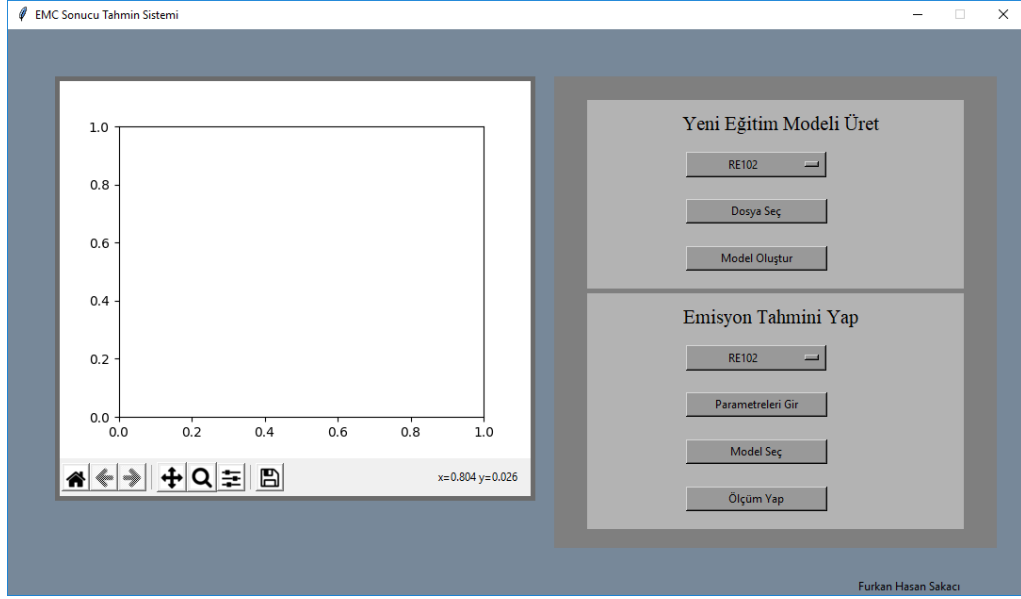 EMC Sonucu Tahmin Sistemi
1.0
0.8
0.6
0.4
0.2
0.0
0.0 0.2 0.4 0.6 0.8 1.0
x=0.804 y=0.026
Yeni Eğitim Modeli Üret
RE102
Dosya Seç
Model Oluştur
Emisyon Tahmini Yap
RE102
Parametreleri Gir
Model Seç
Ölçüm Yap
Furkan Hasan Sakacı